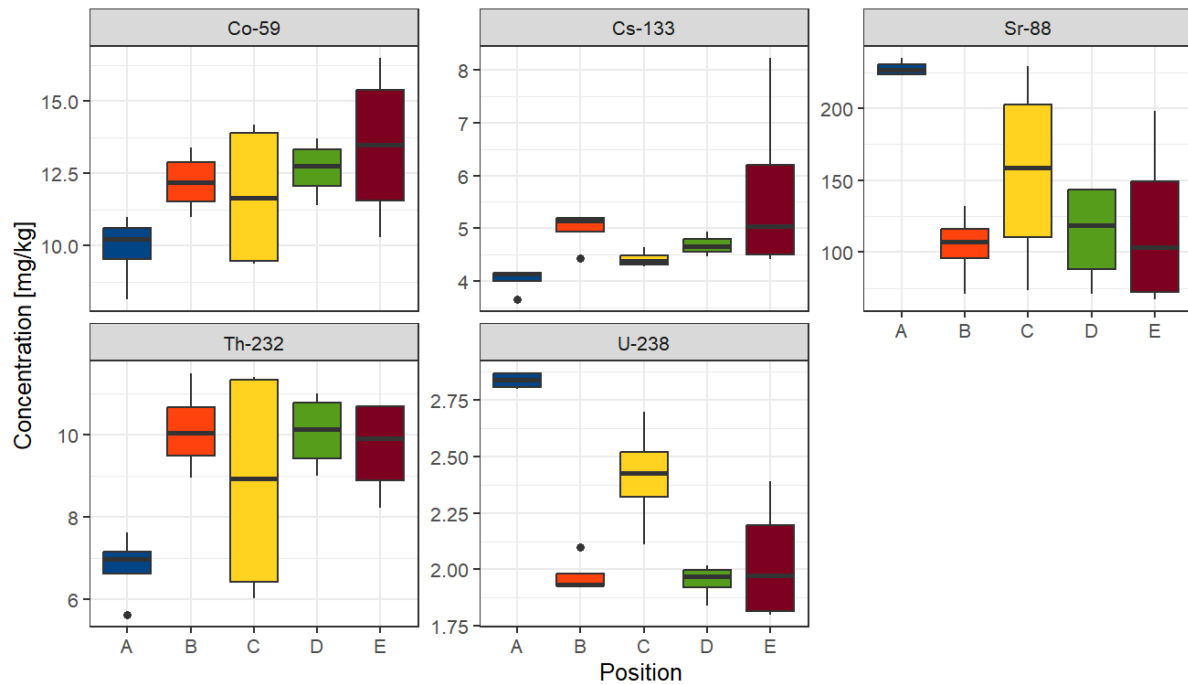 Co-59
Cs-133
Sr-88
15.0
12.5
10.0
8
7
6
5
4
200
150
100
A B C D E
Th-232
U-238
10
8
6
2.75
2.50
2.25
2.00
1.75
A B C D E
A B C D E
Concentration [mg/kg]
Position